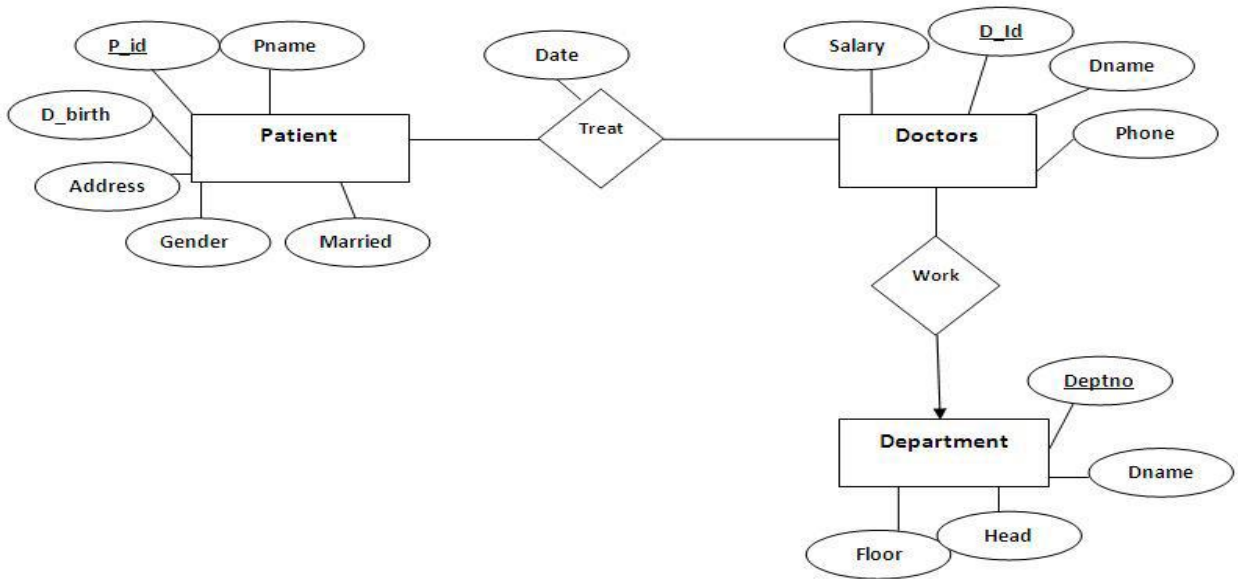 P_id
Pname
Date
Salary
D_Id
Dname
D_birth
Patient
Treat
Doctors
Phone
Address
Gender
Married
Work
Deptno
Department
Dname
Floor
Head